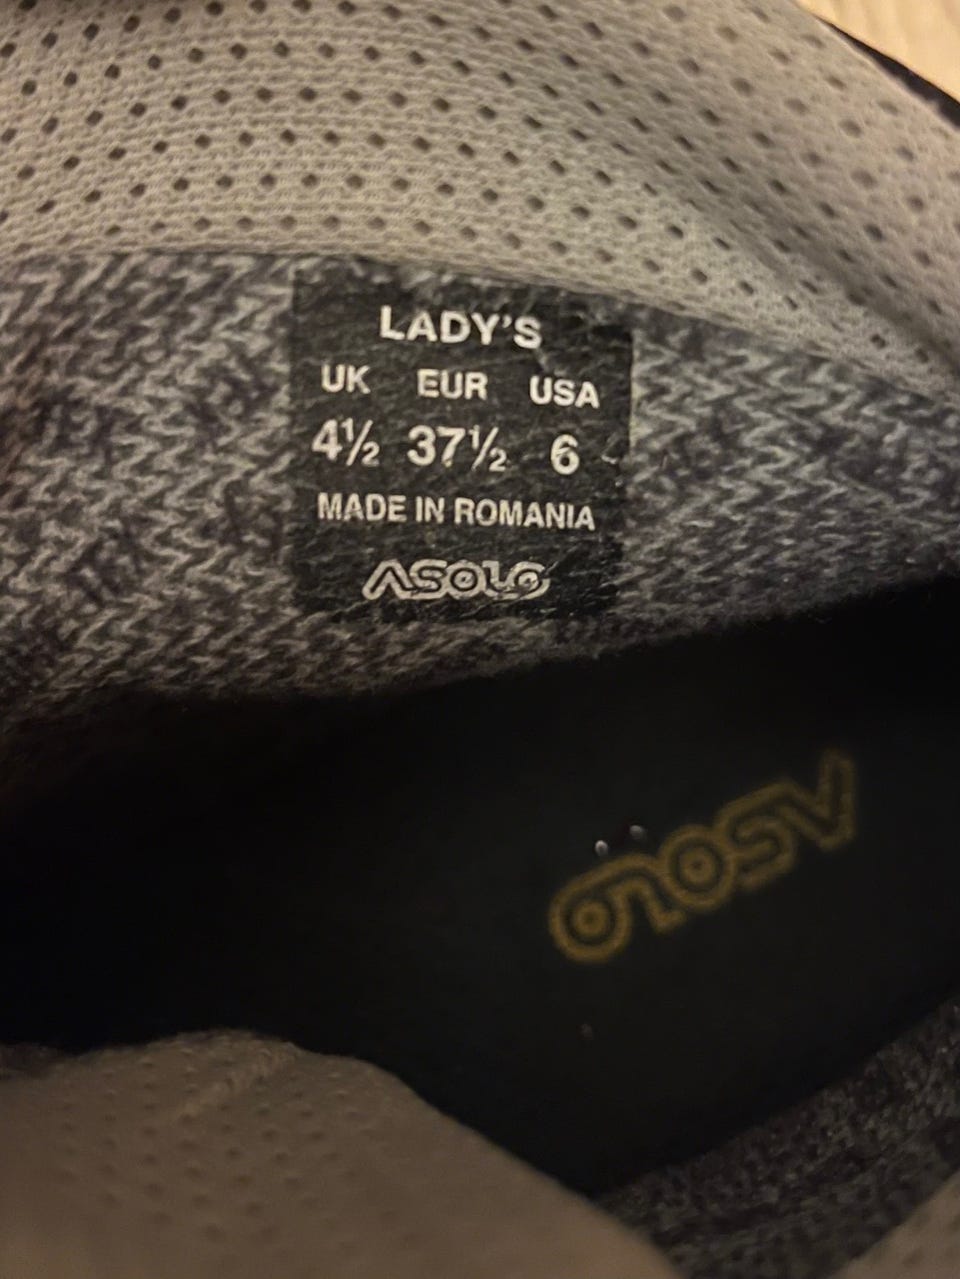 LADY'S
UK EUR USA
4½ 37½ 6
MADE IN ROMANIA
ASOLO
ASOLO